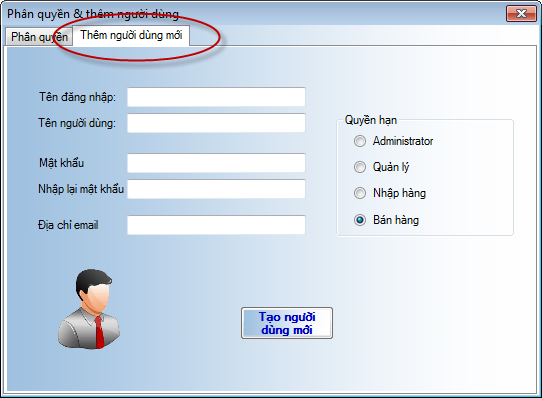 Phân quyền & thêm người dùng
Phân quyền
Thêm người dùng mới
Tên đăng nhập:
Tên người dùng:
Mật khẩu
Nhập lại mật khẩu
Địa chỉ email
Quyền hạn
Administrator
Quản lý
Nhập hàng
Bán hàng
Tạo người
dùng mới